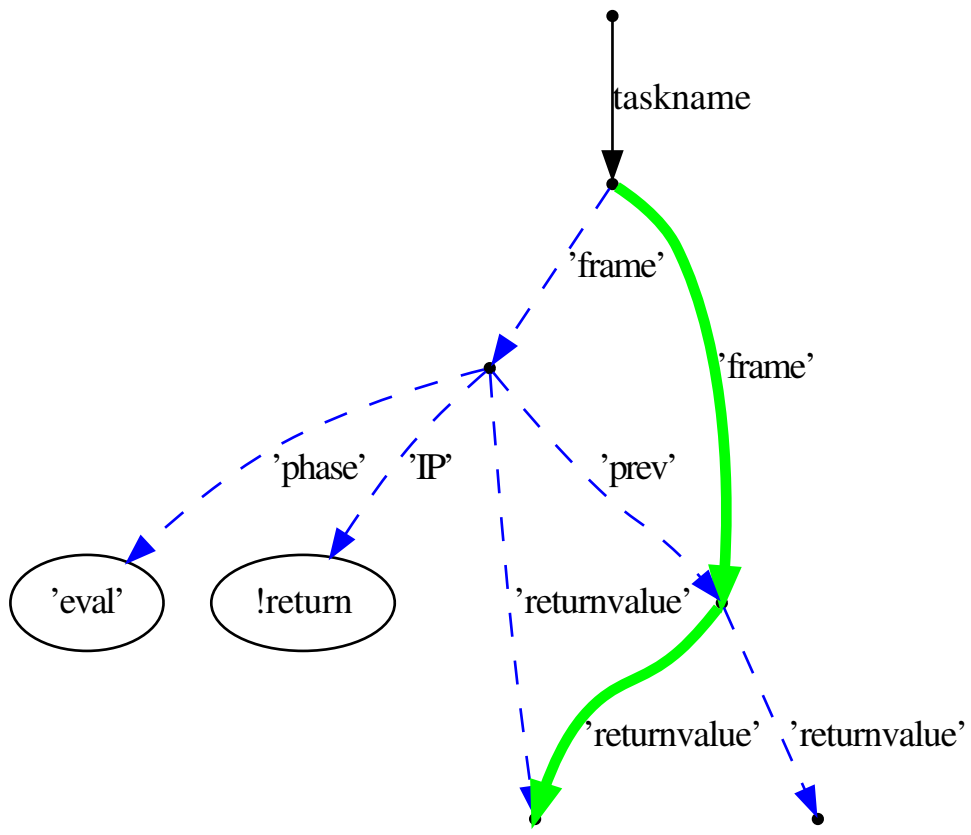 taskname
’frame’
’frame’
’phase’
’IP’
’prev’
’eval’
!return
’returnvalue’
’returnvalue’
’returnvalue’